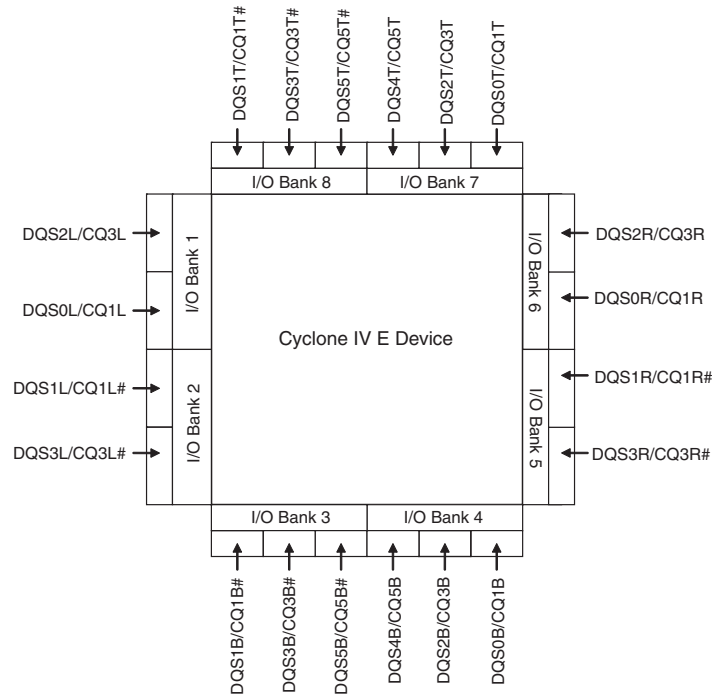 DQS1T/CQ1T#
DQS3T/CQ3T#
DQS5T/CQ5T#
DQS4T/CQ5T
DQS2T/CQ3T
DQS0T/CQ1T
I/O Bank 8
I/O Bank 7
DQS2L/CQ3L
DQS0L/CQ1L
DQS1L/CQ1L#
DQS3L/CQ3L#
I/O Bank 1
I/O Bank 2
Cyclone IV E Device
I/O Bank 6
I/O Bank 5
DQS2R/CQ3R
DQS0R/CQ1R
DQS1R/CQ1R#
DQS3R/CQ3R#
I/O Bank 3
I/O Bank 4
DQS1B/CQ1B#
DQS3B/CQ3B#
DQS5B/CQ5B#
DQS4B/CQ5B
DQS2B/CQ3B
DQS0B/CQ1B